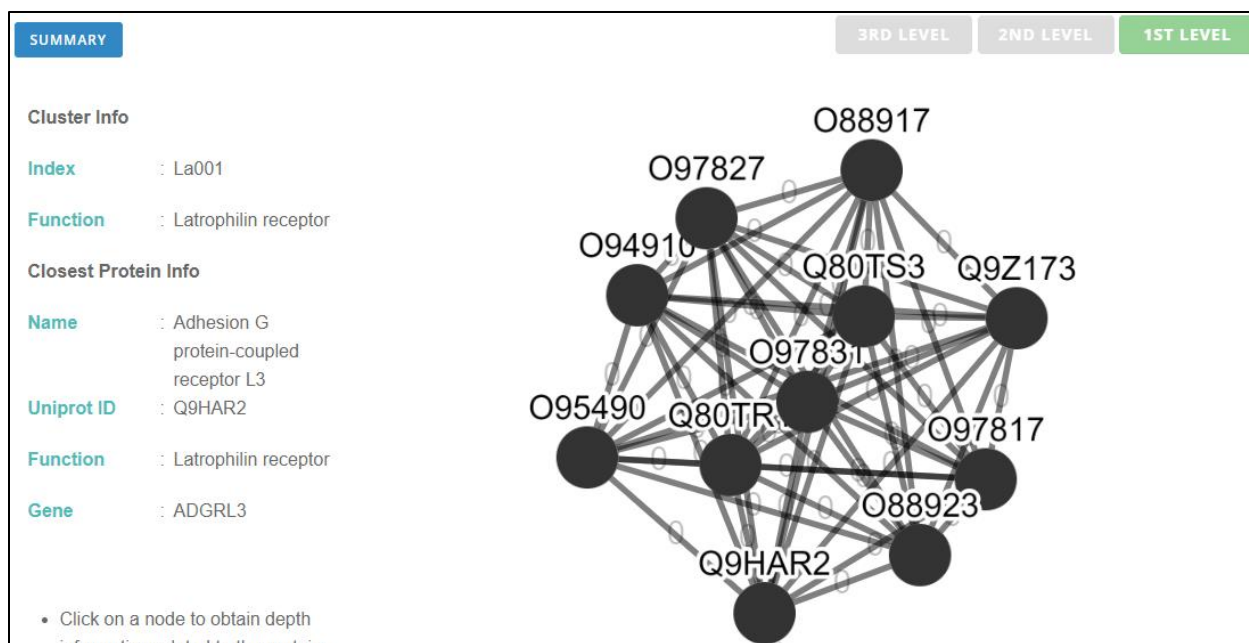 SUMMARY
3RD LEVEL
2ND LEVEL
1ST LEVEL
Cluster Info
Index : La001
Function : Latrophilin receptor
Closest Protein Info
Name : Adhesion G
protein-coupled
receptor L3
Uniprot ID : Q9HAR2
Function : Latrophilin receptor
Gene : ADGRL3
• Click on a node to obtain depth
O88917
O97827
O94910
Q80TS3
Q9Z173
O97831
O95490
O97817
O88923
Q9HAR2